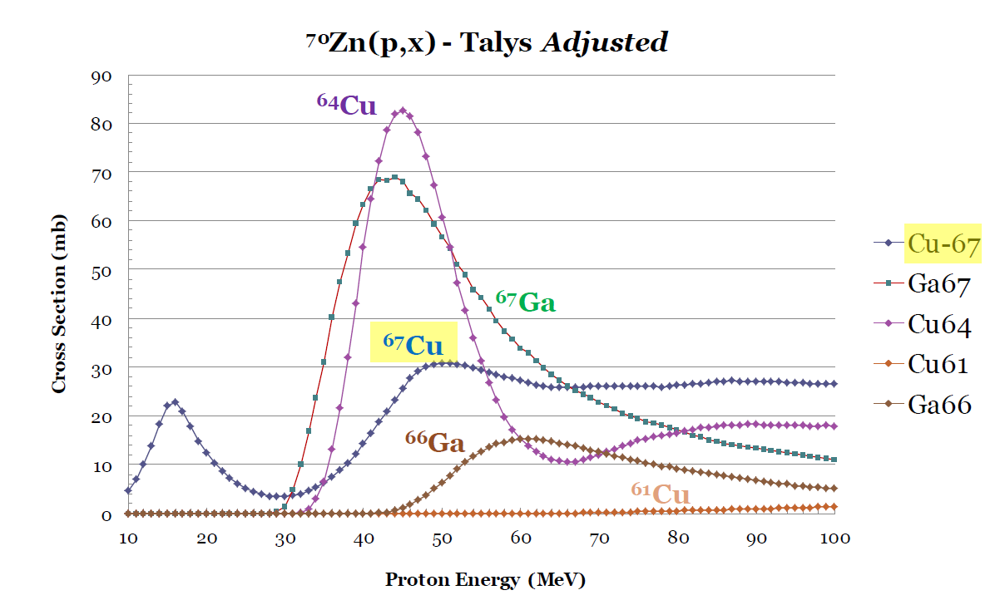 ⁷⁰Zn(p,x) - Talys Adjusted
90
80
70
60
50
40
30
20
10
0
Cross Section (mb)
⁶⁴Cu
⁶⁷Ga
⁶⁷Cu
⁶⁶Ga
⁶¹Cu
10 20 30 40 50 60 70 80 90 100
Proton Energy (MeV)
Cu-67
Ga67
Cu64
Cu61
Ga66